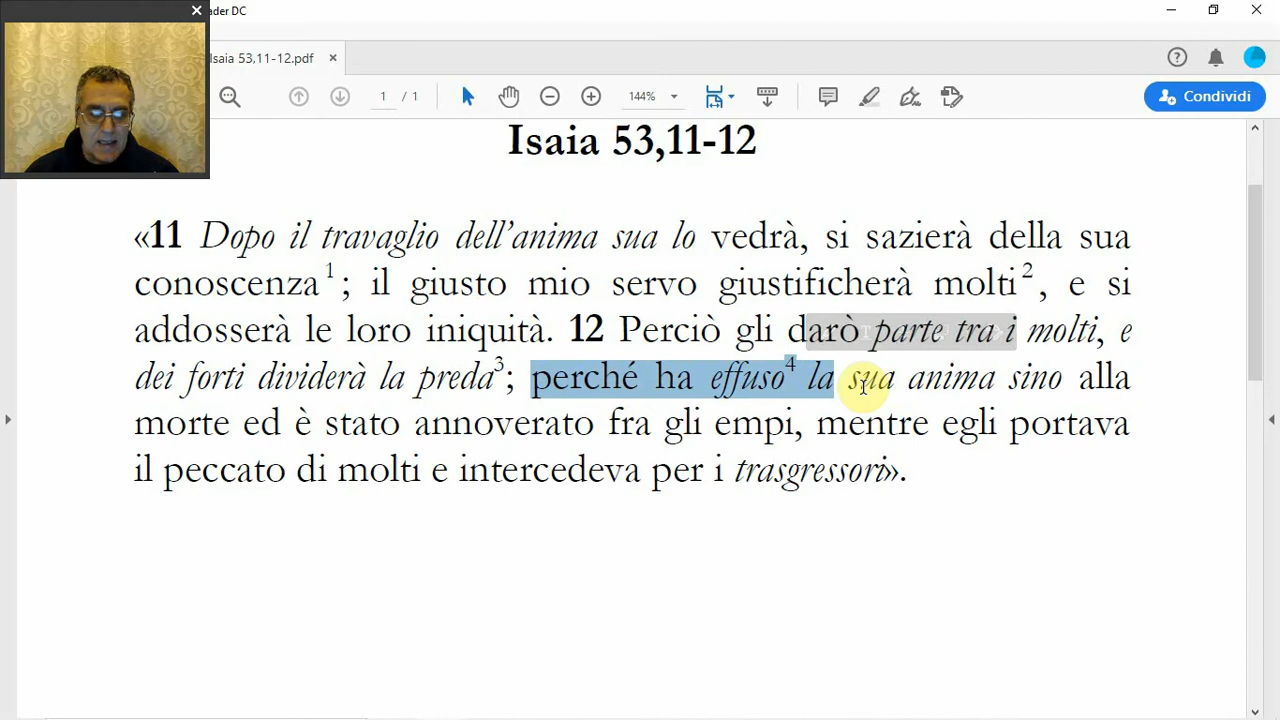 ader DC
Isaia 53,11-12.pdf
1 / 1
144%
Condividi
Isaia 53,11-12
«11 Dopo il travaglio dell’anima sua lo vedrà, si sazierà della sua
conoscenza1; il giusto mio servo giustificherà molti2, e si
addosserà le loro iniquità. 12 Perciò gli darò parte tra i molti, e
dei forti dividerà la preda3; perché ha effuso4 la sua anima sino alla
morte ed è stato annoverato fra gli empi, mentre egli portava
il peccato di molti e intercedeva per i trasgressori».